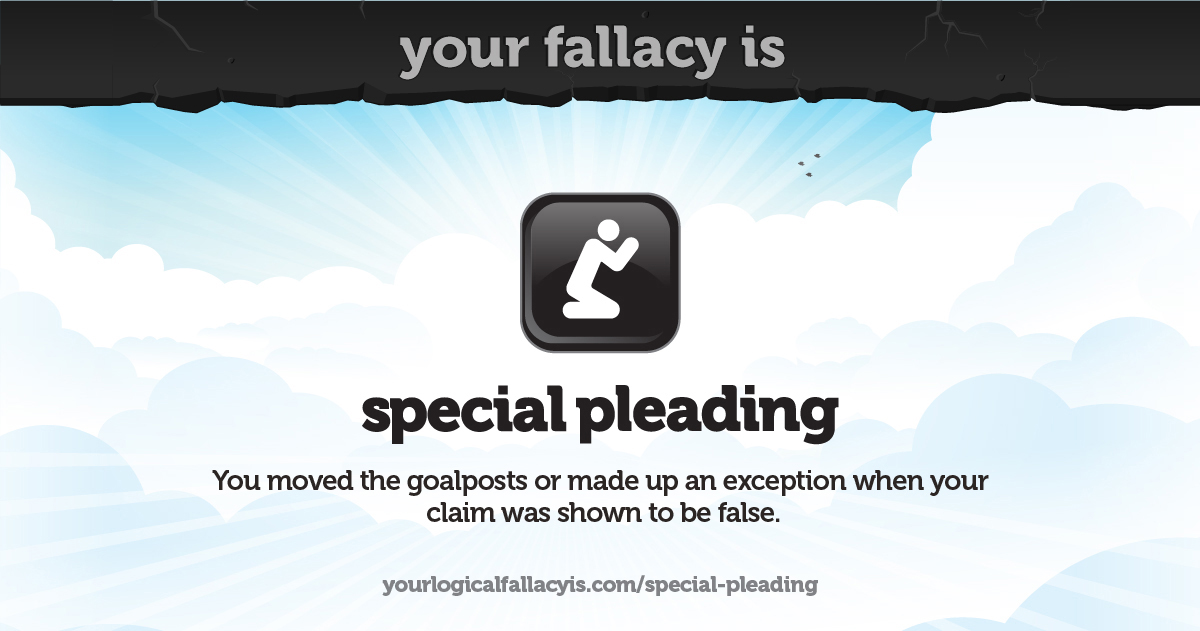 your fallacy is
special pleading
You moved the goalposts or made up an exception when your
claim was shown to be false.
yourlogicalfallacyis.com/special-pleading